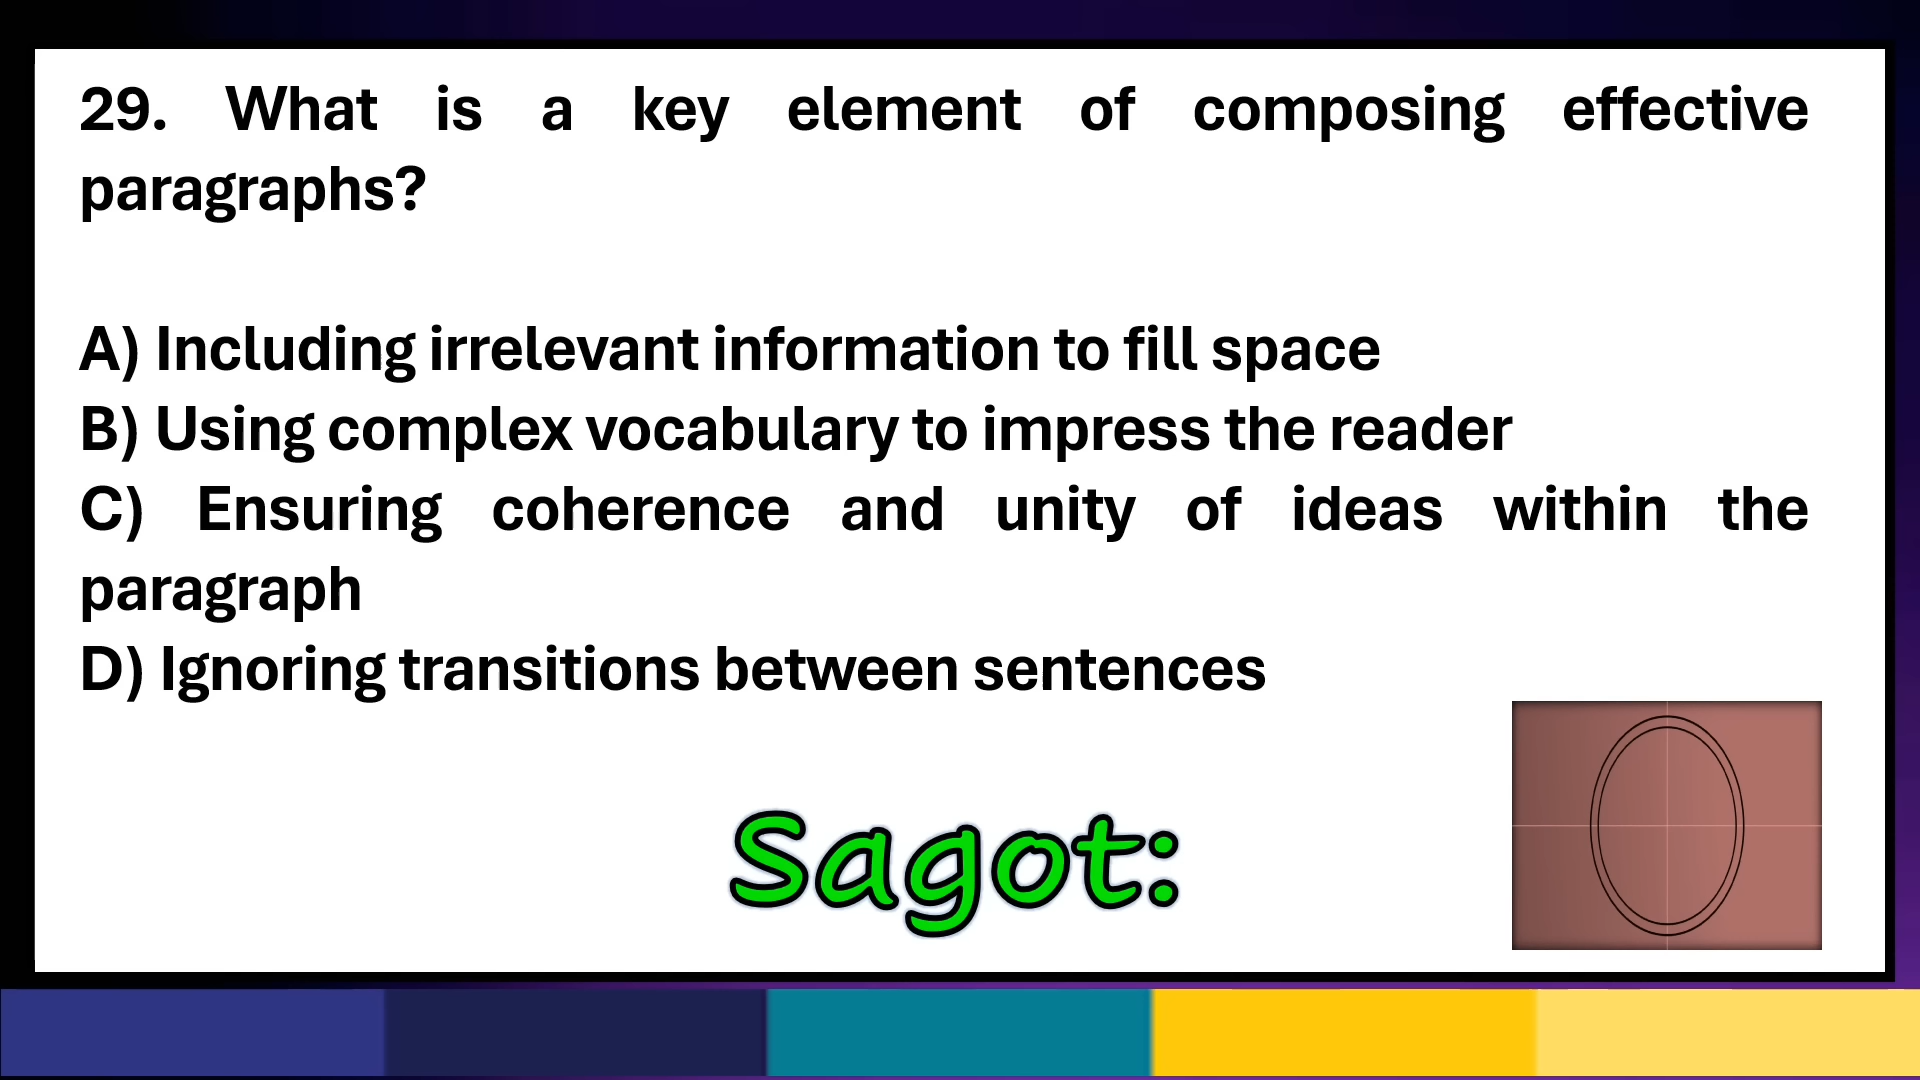 29. What is a key element of composing effective
paragraphs?
A) Including irrelevant information to fill space
B) Using complex vocabulary to impress the reader
C) Ensuring coherence and unity of ideas within the
paragraph
D) Ignoring transitions between sentences
Sagot: